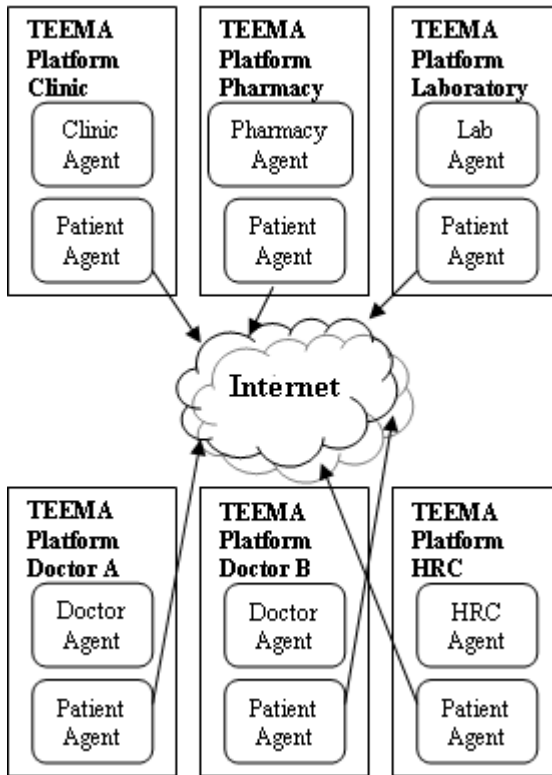 TEEMA
Platform
Clinic
Clinic
Agent
Patient
Agent
TEEMA
Platform
Pharmacy
Pharmacy
Agent
Patient
Agent
TEEMA
Platform
Laboratory
Lab
Agent
Patient
Agent
Internet
TEEMA
Platform
Doctor A
Doctor
Agent
Patient
Agent
TEEMA
Platform
Doctor B
Doctor
Agent
Patient
Agent
TEEMA
Platform
HRC
HRC
Agent
Patient
Agent